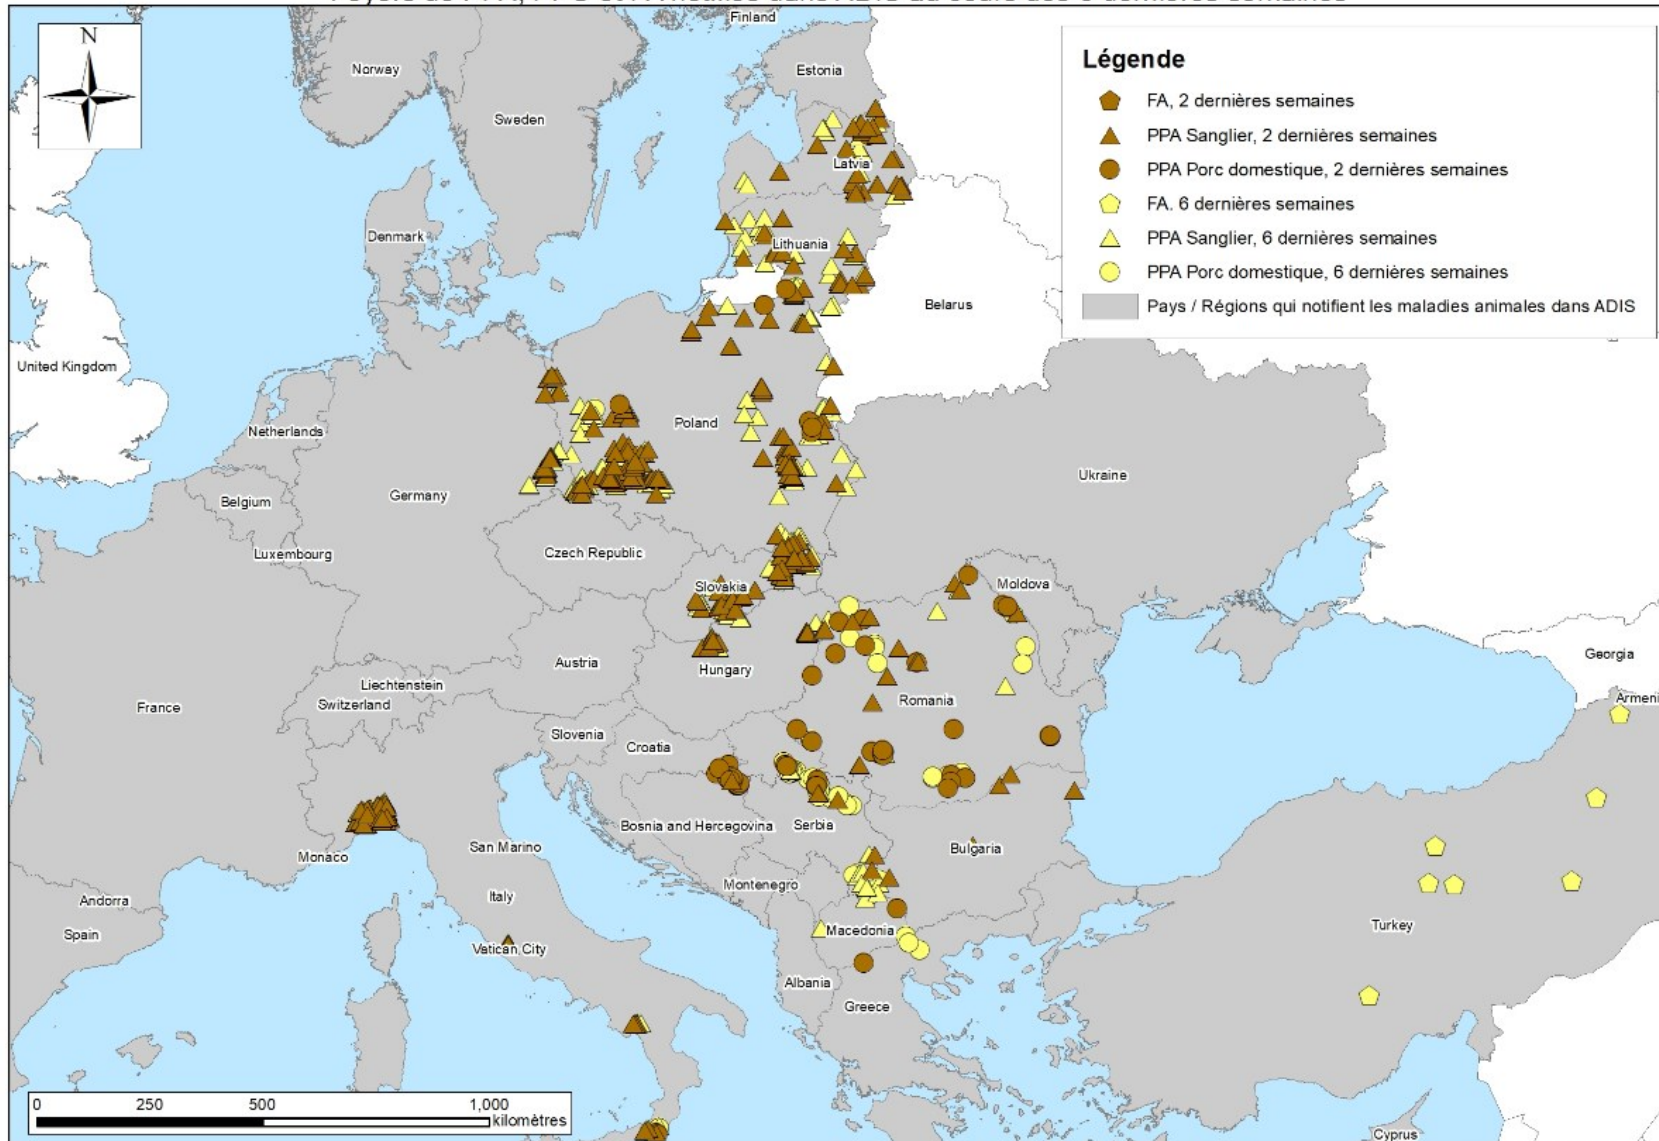 Finland
N
Norway
Estonia
Sweden
Latvia
Denmark
Lithuania
Belarus
United Kingdom
Netherlands
Poland
Germany
Belgium
Ukraine
Luxembourg
Czech Republic
Slovakia
Moldova
Austria
Hungary
Georgia
Liechtenstein
Switzerland
France
Romania
Armeni
Slovenia
Croatia
Bosnia and Hercegovina
Serbia
San Marino
Bulgaria
Monaco
Montenegro
Andorra
Italy
Spain
Macedonia
Turkey
Vatican City
Albania
Greece
Cyprus
Légende
FA, 2 dernières semaines
PPA Sanglier, 2 dernières semaines
PPA Porc domestique, 2 dernières semaines
FA. 6 dernières semaines
PPA Sanglier, 6 dernières semaines
PPA Porc domestique, 6 dernières semaines
Pays / Régions qui notifient les maladies animales dans ADIS
0 250 500 1,000
kilomètres